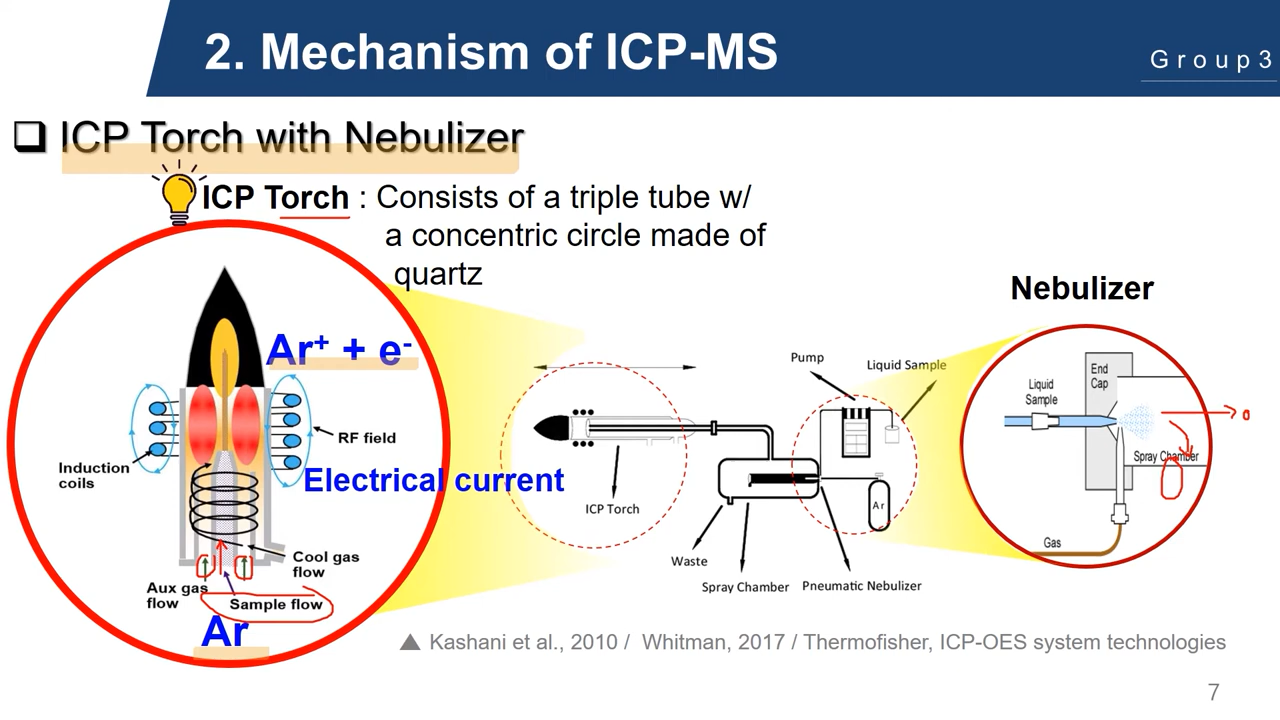 2. Mechanism of ICP-MS
Group3
ICP Torch with Nebulizer
ICP Torch : Consists of a triple tube w/
a concentric circle made of
quartz
Nebulizer
Ar⁺ + e⁻
RF field
Induction
coils
Electrical current
Cool gas
flow
Aux gas
flow
Sample flow
Ar
Pump
Liquid Sample
ICP Torch
Ar
Waste
Spray Chamber
Pneumatic Nebulizer
End
Cap
Liquid
Sample
Spray Chamber
Gas
Kashani et al., 2010 / Whitman, 2017 / Thermofisher, ICP-OES system technologies
7